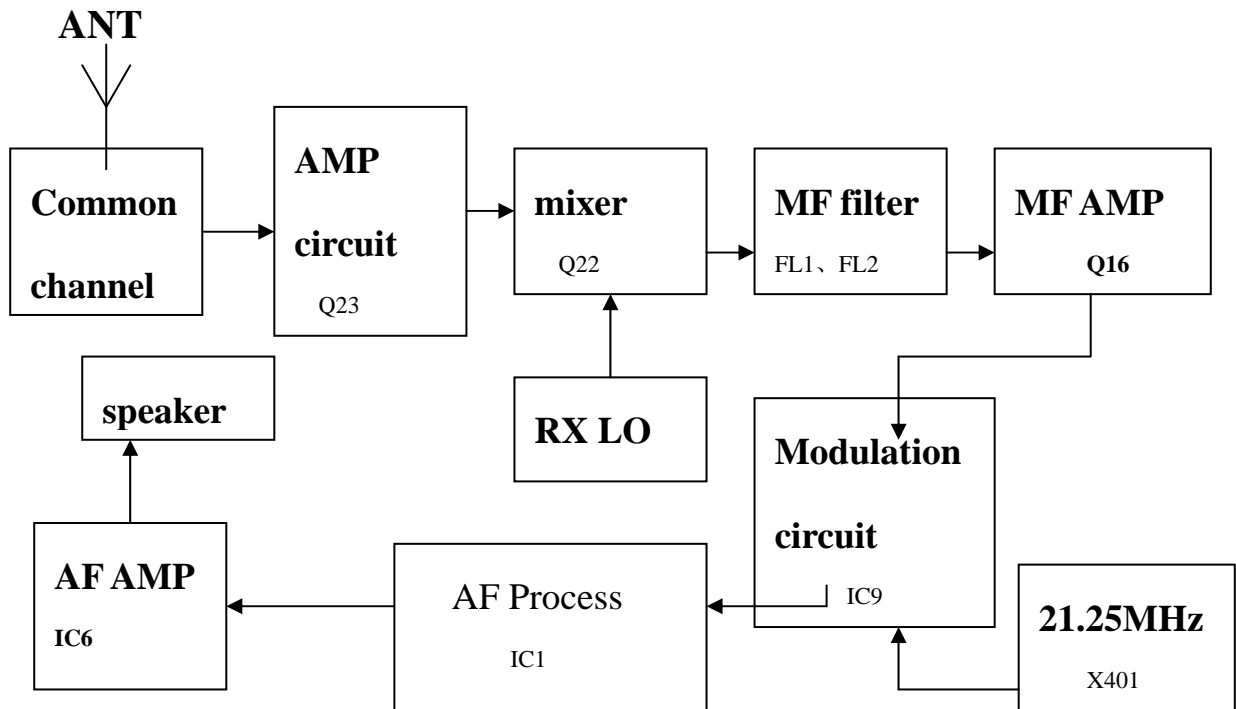 ANT
Common
channel
AMP
circuit
Q23
mixer
Q22
MF filter
FL1、FL2
MF AMP
Q16
speaker
RX LO
Modulation
circuit
IC9
AF AMP
IC6
AF Process
IC1
21.25MHz
X401